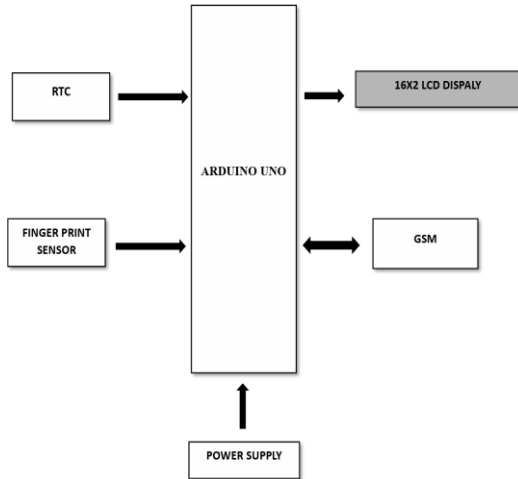 RTC
16X2 LCD DISPALY
ARDUINO UNO
FINGER PRINT
SENSOR
GSM
POWER SUPPLY